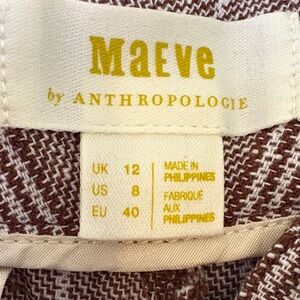 Maeve
by ANTHROPOLOGIE
UK 12
US 8
EU 40
MADE IN
PHILIPPINES
FABRIQUÉ
AUX
PHILIPPINES